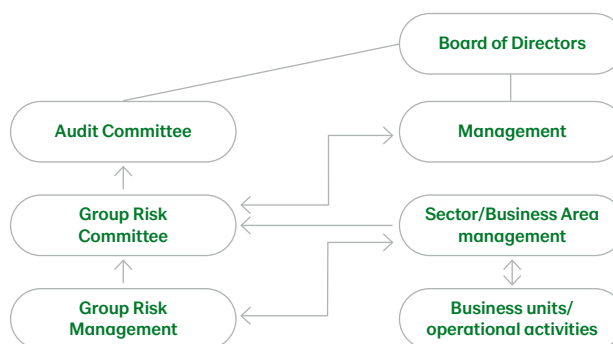 Board of Directors
Audit Committee
Management
Group Risk
Committee
Sector/Business Area
management
Group Risk
Management
Business units/
operational activities